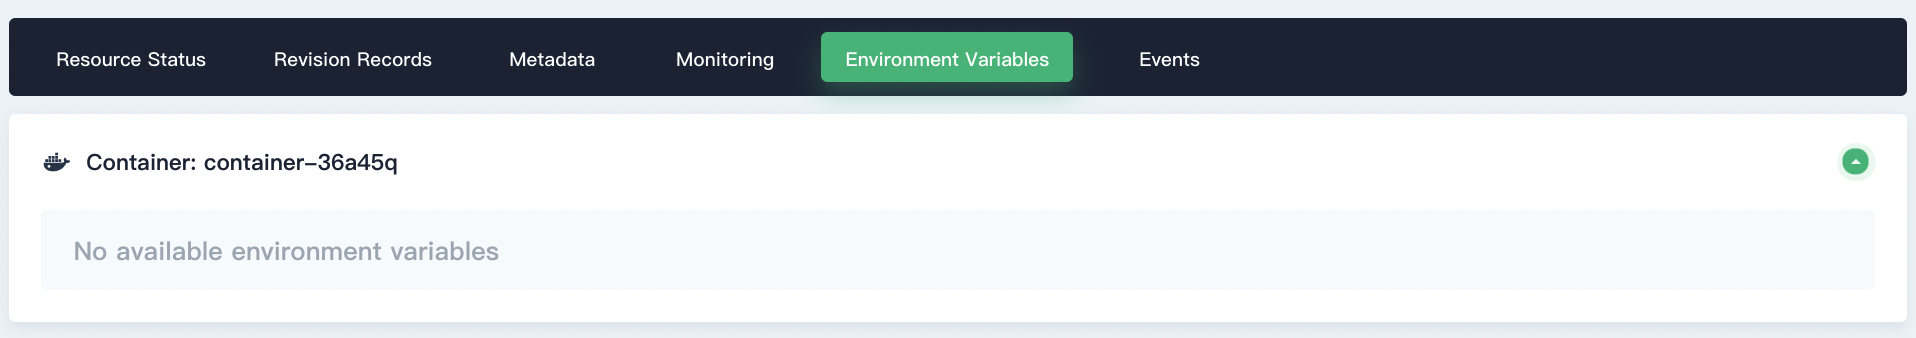 Resource Status Revision Records Metadata Monitoring Environment Variables Events
Container: container-36a45q
No available environment variables